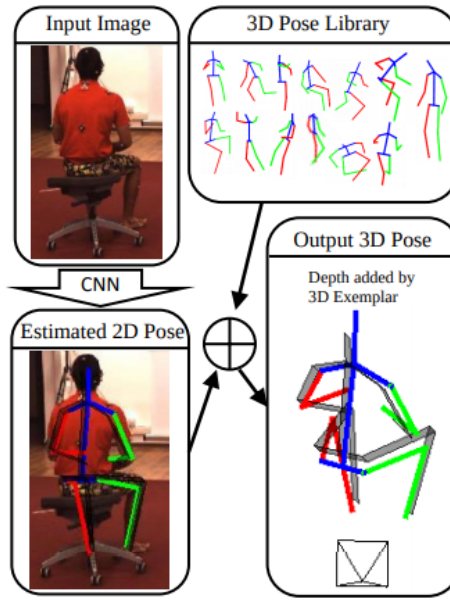 Input Image
3D Pose Library
CNN
Estimated 2D Pose
Output 3D Pose
Depth added by
3D Exemplar